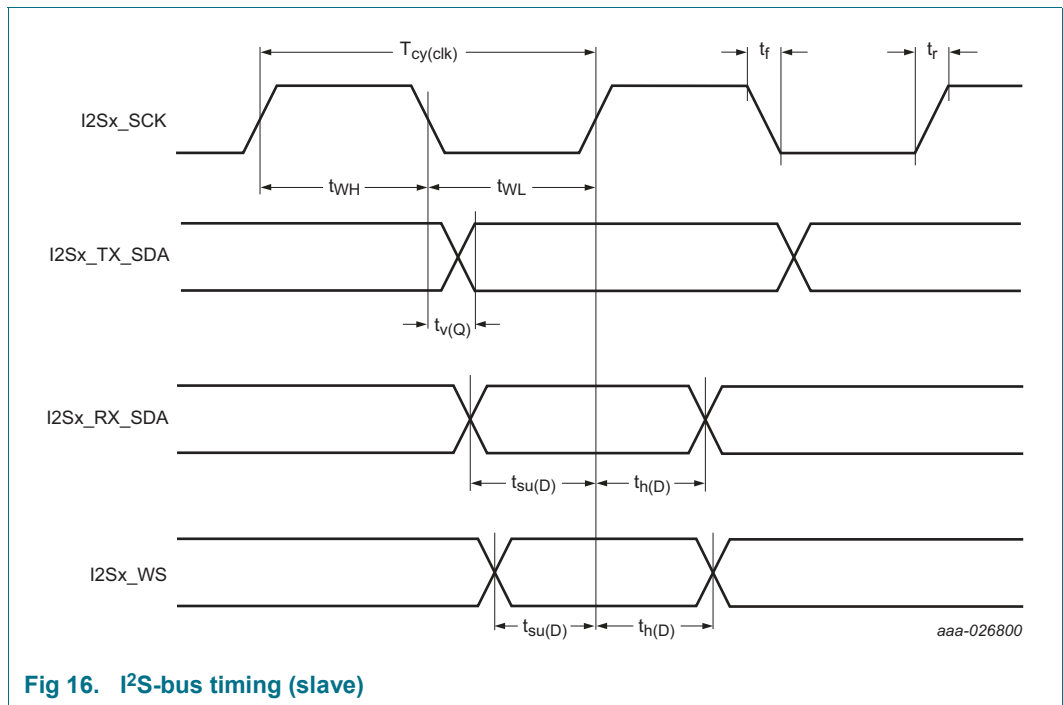 Tcy(clk)
tf
tr
I2Sx_SCK
tWH
tWL
I2Sx_TX_SDA
tv(Q)
I2Sx_RX_SDA
tsu(D)
th(D)
I2Sx_WS
tsu(D)
th(D)
aaa-026800
Fig 16. I²S-bus timing (slave)